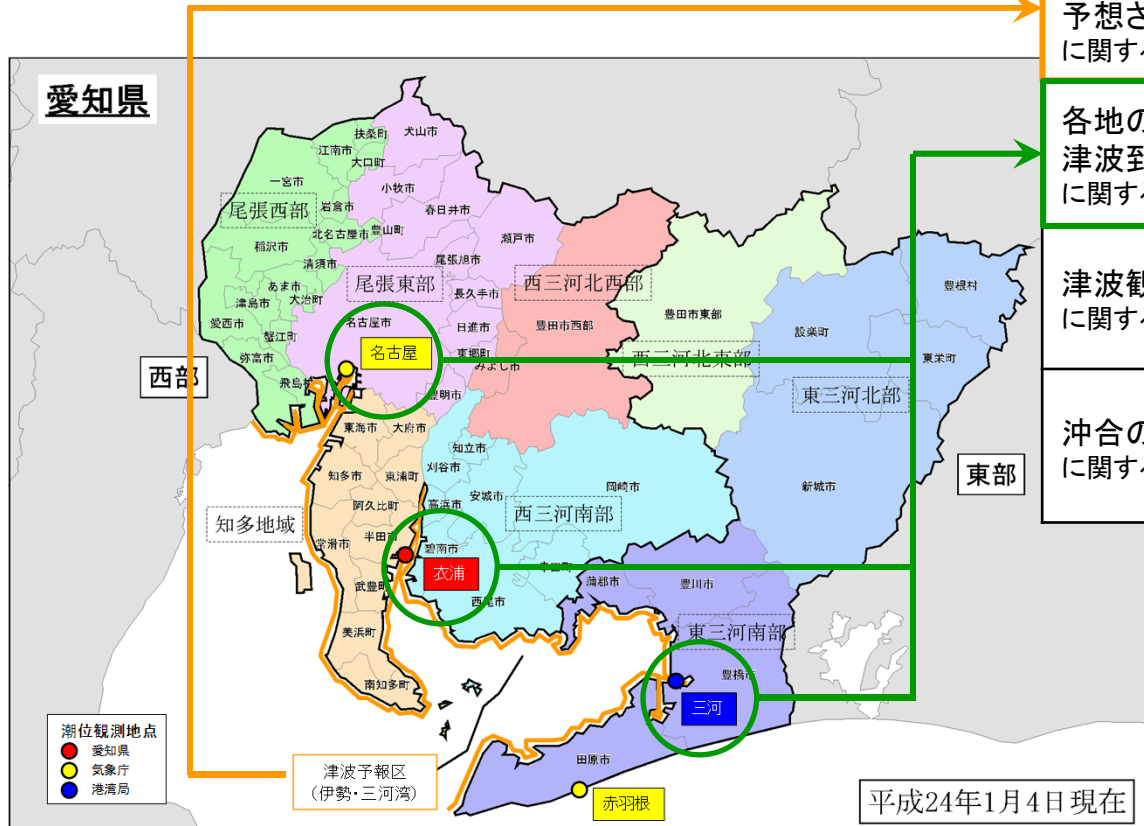 予想さ
に関する
各地の
津波到
に関する
津波観
に関する
沖合の
に関する
愛知県
扶桑町
犬山市
江南市
大口町
一宮市
小牧市
尾張西部
岩倉市
春日井市
北名古屋市
豊山町
瀬戸市
稲沢市
清須市
尾張旭市
西三河北西部
あま市
尾張東部
豊根村
津島市
大治町
長久手市
愛西市
名古屋市
日進市
豊田市西部
豊田市東部
設楽町
蟹江町
名古屋
東郷町
西三河北東部
東栄町
弥富市
みよし市
西部
飛島村
豊明市
東三河北部
東海市
大府市
知立市
東部
知多市
東浦町
刈谷市
岡崎市
新城市
安城市
阿久比町
高浜市
西三河南部
知多地域
半田市
常滑市
碧南市
衣浦
幸田町
蒲郡市
豊川市
武豊町
西尾市
美浜町
東三河南部
豊橋市
南知多町
三河
潮位観測地点
愛知県
気象庁
港湾局
田原市
津波予報区
(伊勢・三河湾)
赤羽根
平成24年1月4日現在